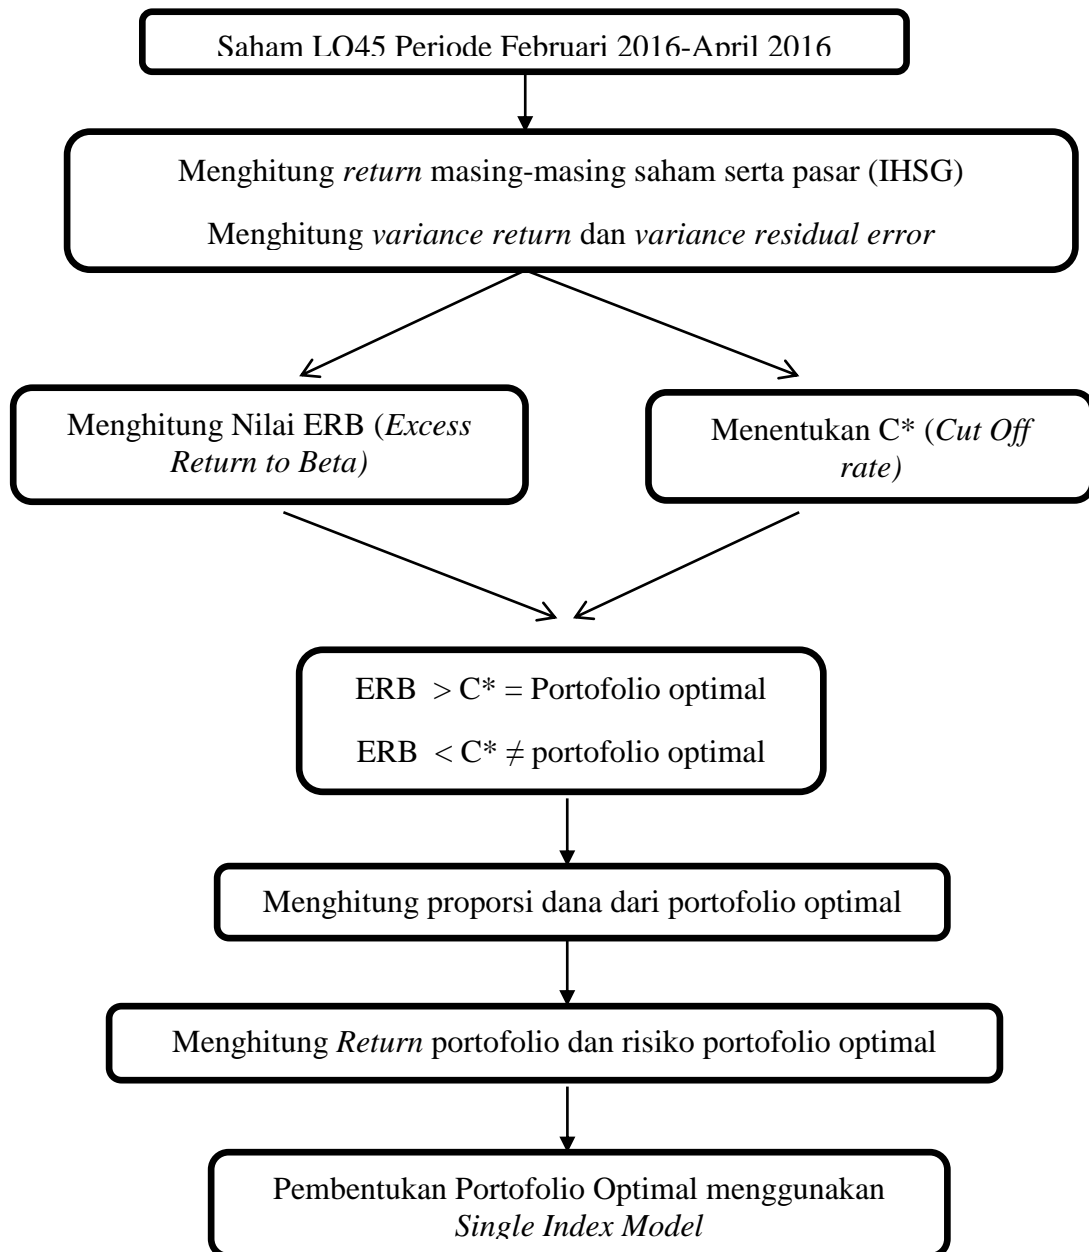 Saham LO45 Periode Februari 2016-April 2016
Menghitung return masing-masing saham serta pasar (IHSG)
Menghitung variance return dan variance residual error
Menghitung Nilai ERB (Excess
Return to Beta)
Menentukan C* (Cut Off
rate)
ERB > C* = Portofolio optimal
ERB < C* ≠ portofolio optimal
Menghitung proporsi dana dari portofolio optimal
Menghitung Return portofolio dan risiko portofolio optimal
Pembentukan Portofolio Optimal menggunakan
Single Index Model